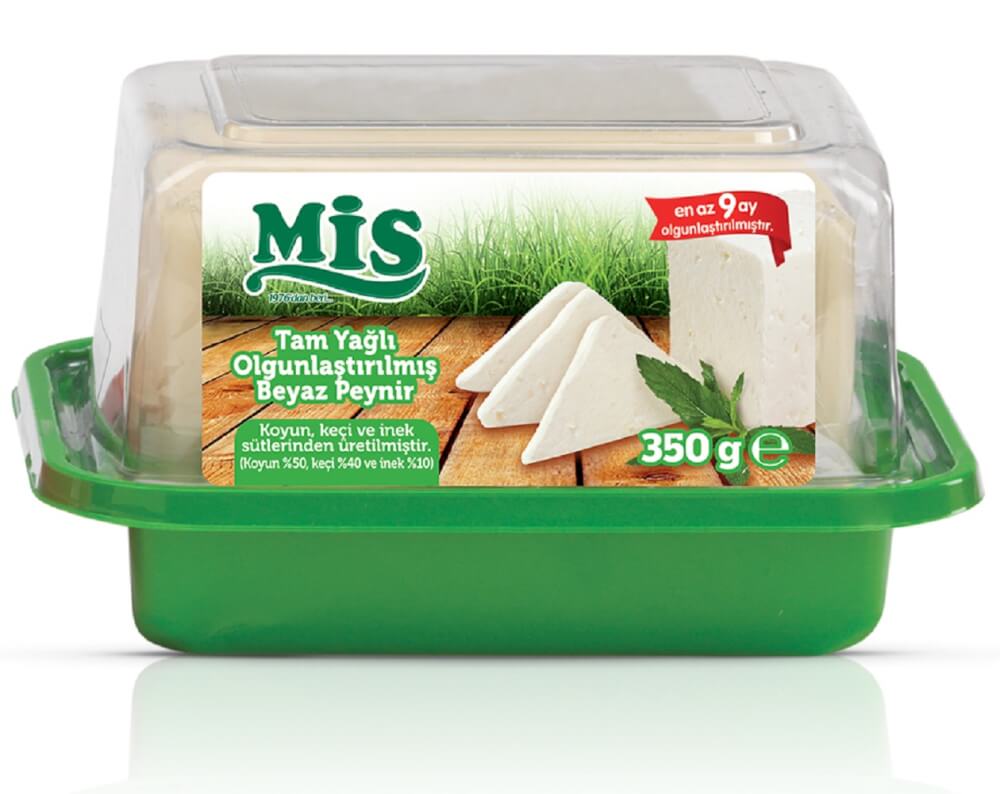 MİS
1976'dan beri...
en az 9 ay
olgunlaştırılmıştır.
Tam Yağlı
Olgunlaştırılmış
Beyaz Peynir
Koyun, keçi ve inek
sütlerinden üretilmiştir.
(Koyun %50, keçi %40 ve inek %10)
350 g ℮